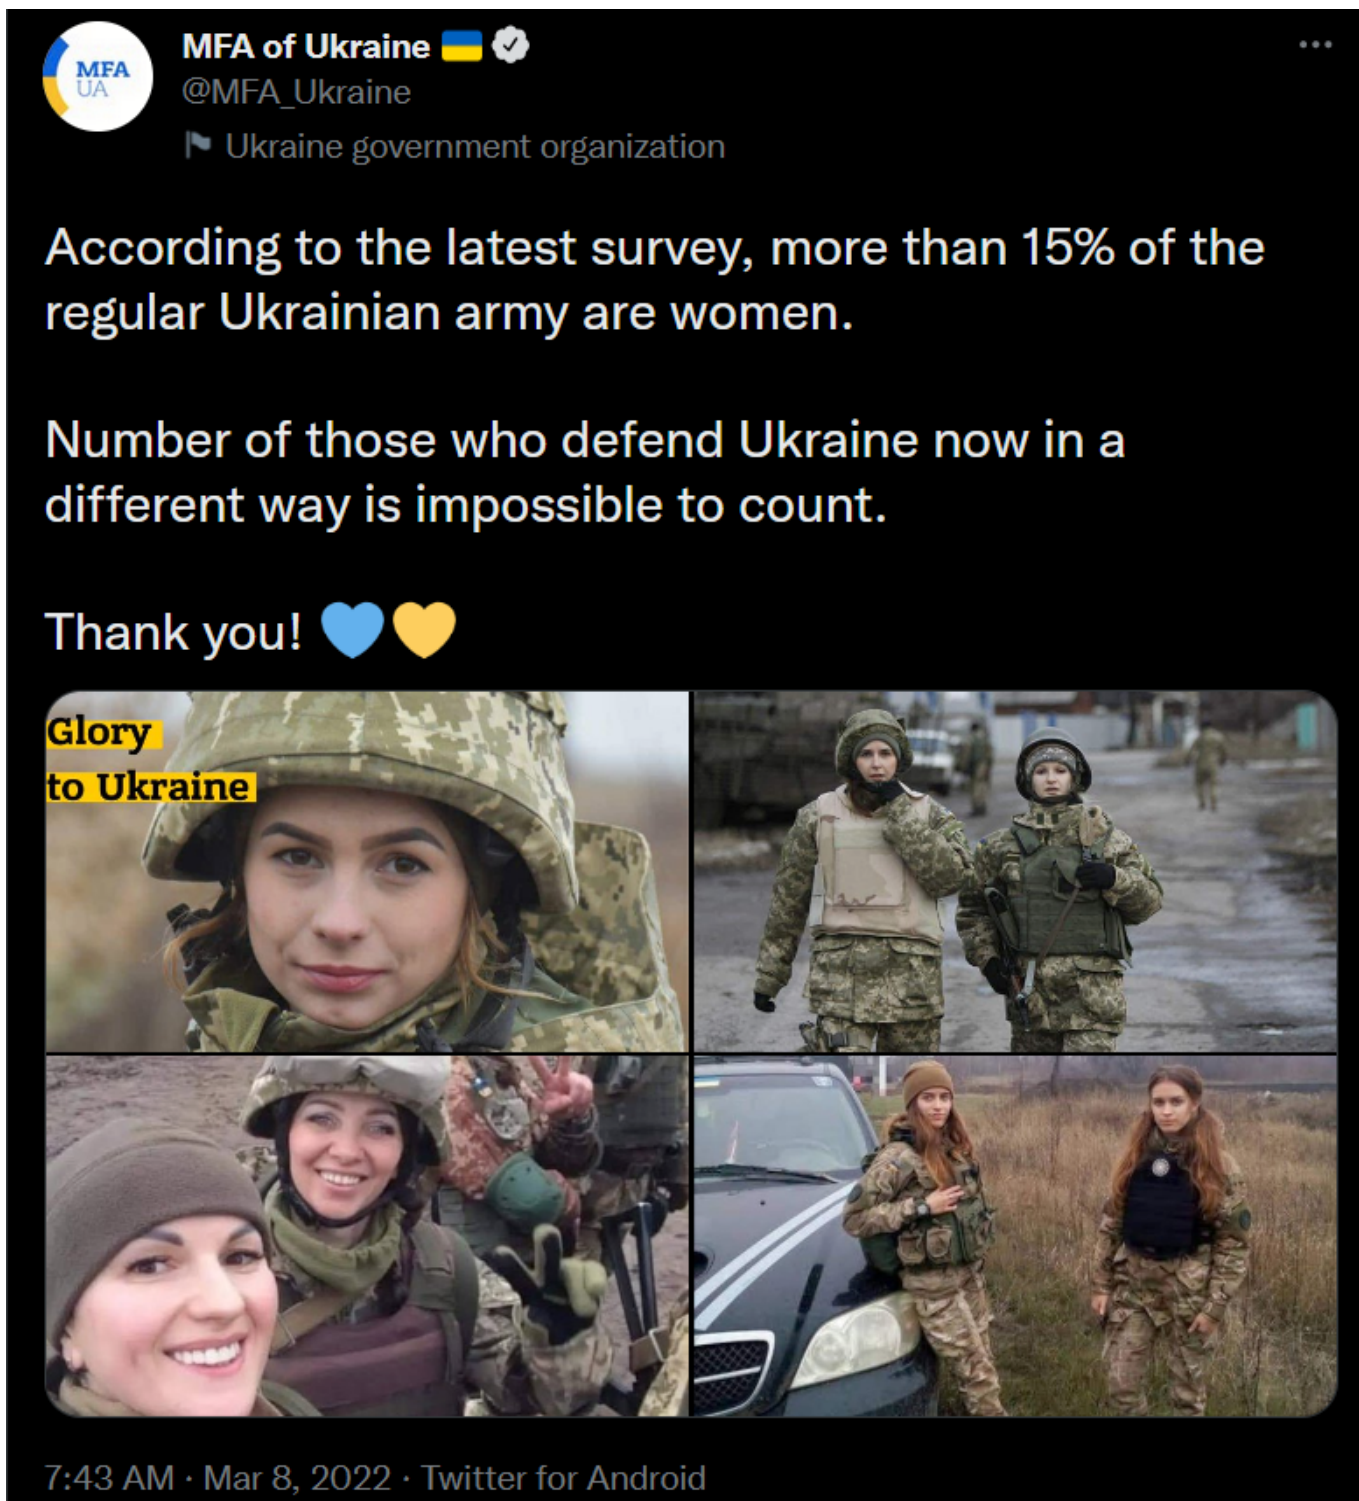 MFA
UA
MFA of Ukraine 🇺🇦
@MFA_Ukraine
Ukraine government organization
According to the latest survey, more than 15% of the
regular Ukrainian army are women.
Number of those who defend Ukraine now in a
different way is impossible to count.
Thank you! 💙💛
Glory
to Ukraine
7:43 AM · Mar 8, 2022 · Twitter for Android